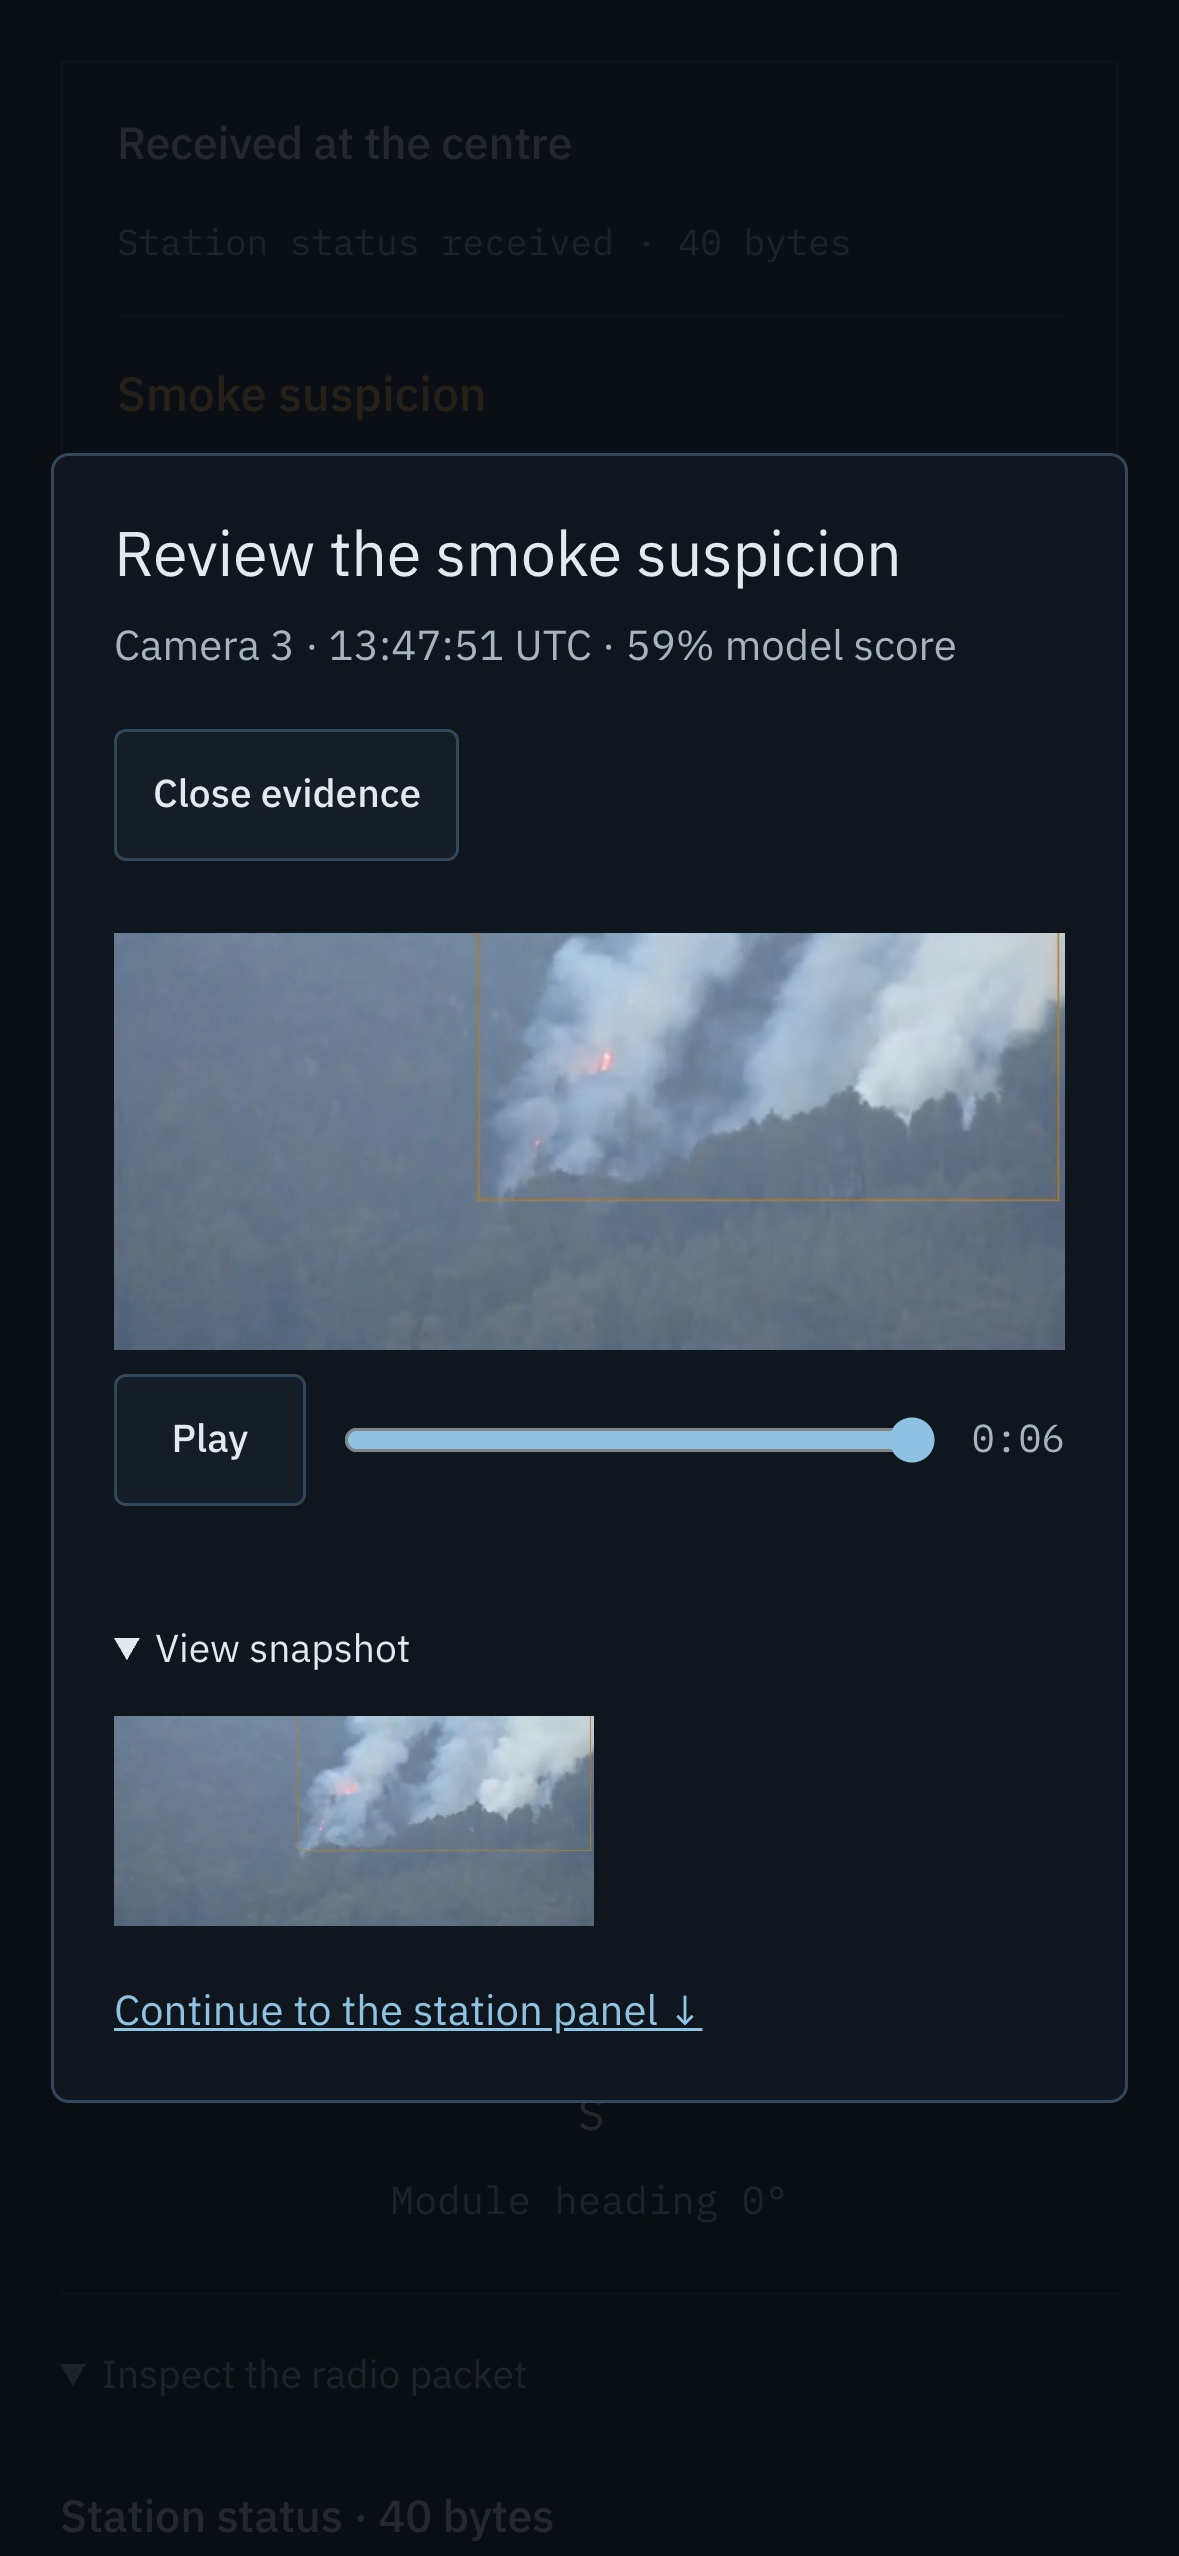 Received at the centre
Station status received · 40 bytes
Smoke suspicion
Review the smoke suspicion
Camera 3 · 13:47:51 UTC · 59% model score
Close evidence
Play
0:06
▼ View snapshot
Continue to the station panel ↓
S
Module heading 0°
▼ Inspect the radio packet
Station status · 40 bytes